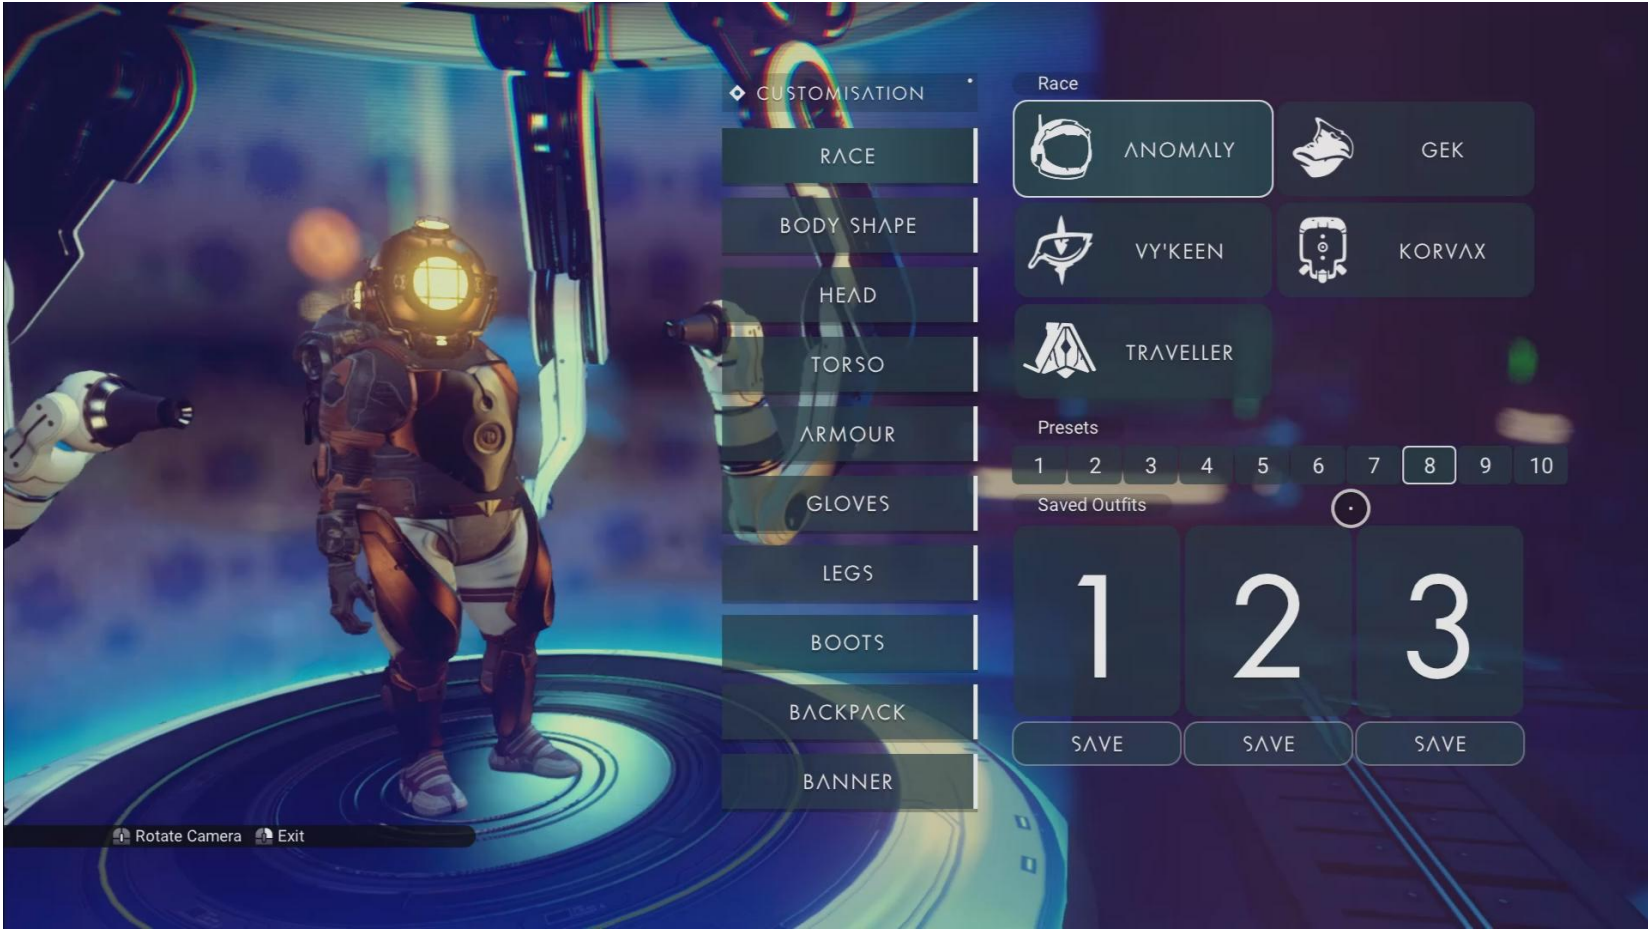 CUSTOMISATION
RACE
BODY SHAPE
HEAD
TORSO
ARMOUR
GLOVES
LEGS
BOOTS
BACKPACK
BANNER
Race
ANOMALY
GEK
VY'KEEN
KORVAX
TRAVELLER
Presets
1 2 3 4 5 6 7 8 9 10
Saved Outfits
1 2 3
SAVE SAVE SAVE
Rotate Camera Exit